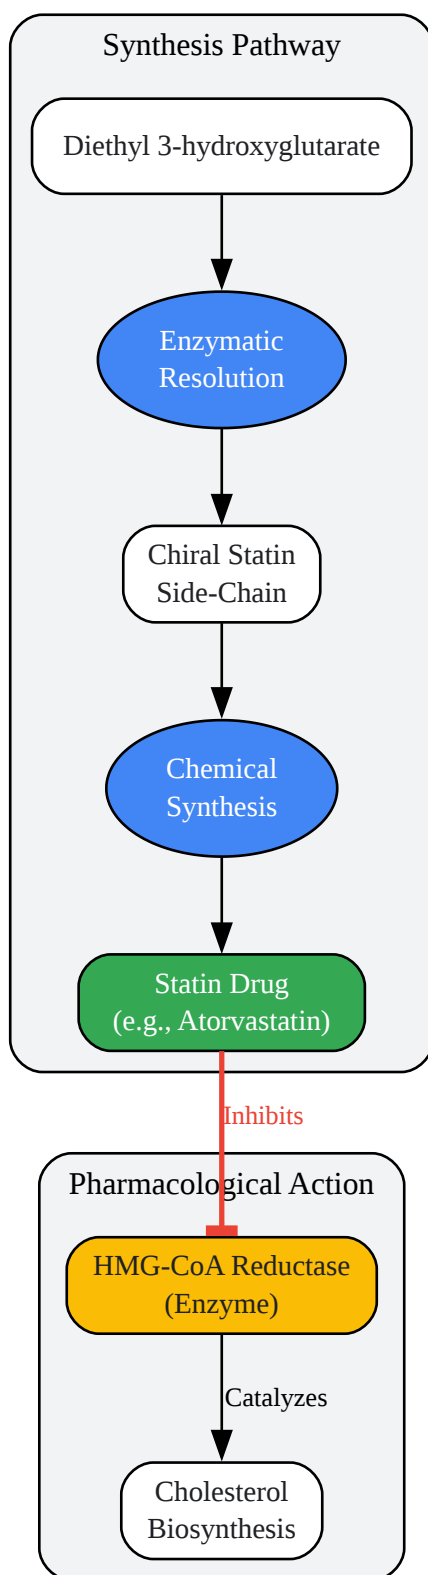 Synthesis Pathway
Diethyl 3-hydroxyglutarate
Enzymatic
Resolution
Chiral Statin
Side-Chain
Chemical
Synthesis
Statin Drug
(e.g., Atorvastatin)
Inhibits
Pharmacological Action
HMG-CoA Reductase
(Enzyme)
Catalyzes
Cholesterol
Biosynthesis